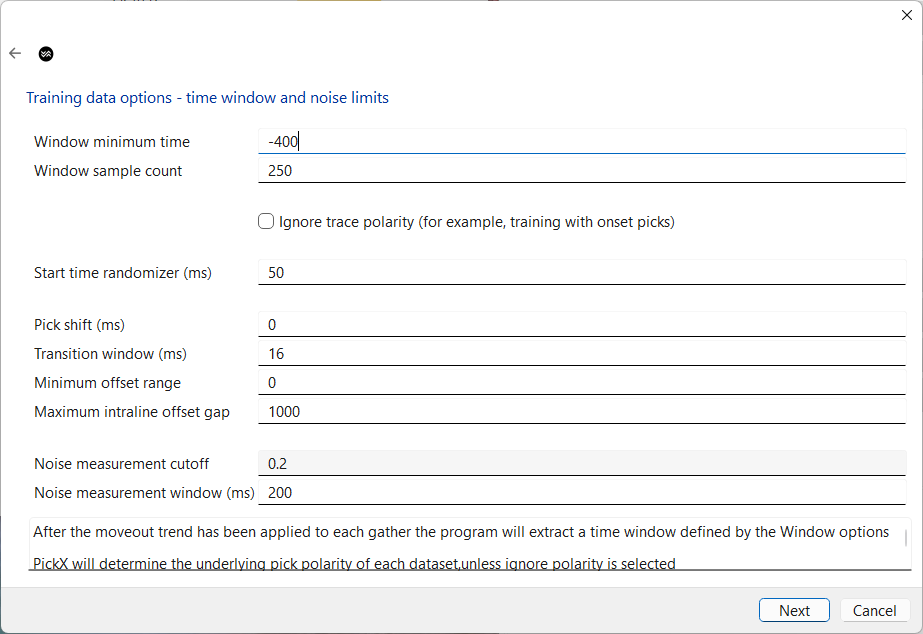 Training data options - time window and noise limits
Window minimum time -400
Window sample count 250
Ignore trace polarity (for example, training with onset picks)
Start time randomizer (ms) 50
Pick shift (ms) 0
Transition window (ms) 16
Minimum offset range 0
Maximum intraline offset gap 1000
Noise measurement cutoff 0.2
Noise measurement window (ms) 200
After the moveout trend has been applied to each gather the program will extract a time window defined by the Window options
PickX will determine the underlying pick polarity of each dataset,unless ignore polarity is selected
Next Cancel